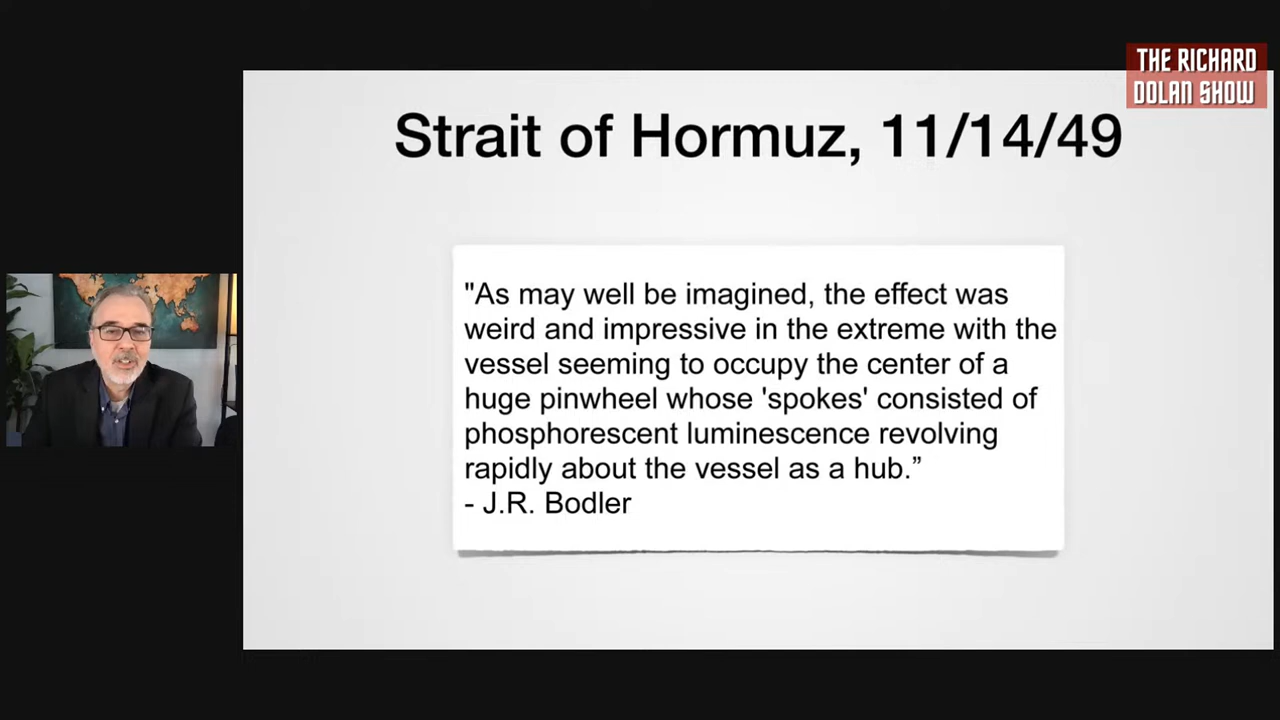 THE RICHARD
DOLAN SHOW
Strait of Hormuz, 11/14/49
"As may well be imagined, the effect was
weird and impressive in the extreme with the
vessel seeming to occupy the center of a
huge pinwheel whose 'spokes' consisted of
phosphorescent luminescence revolving
rapidly about the vessel as a hub.”
- J.R. Bodler